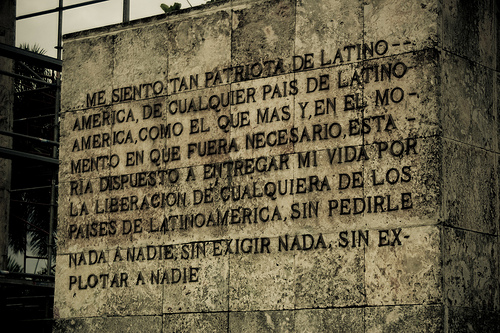 ME SIENTO TAN PATRIOTA DE LATINO--
AMERICA, DE CUALQUIER PAIS DE LATINO
AMERICA, COMO EL QUE MAS Y, EN EL MO-
MENTO EN QUE FUERA NECESARIO, ESTA-
RIA DISPUESTO A ENTREGAR MI VIDA POR
LA LIBERACION DE CUALQUIERA DE LOS
PAISES DE LATINOAMERICA, SIN PEDIRLE
NADA A NADIE, SIN EXIGIR NADA, SIN EX-
PLOTAR A NADIE